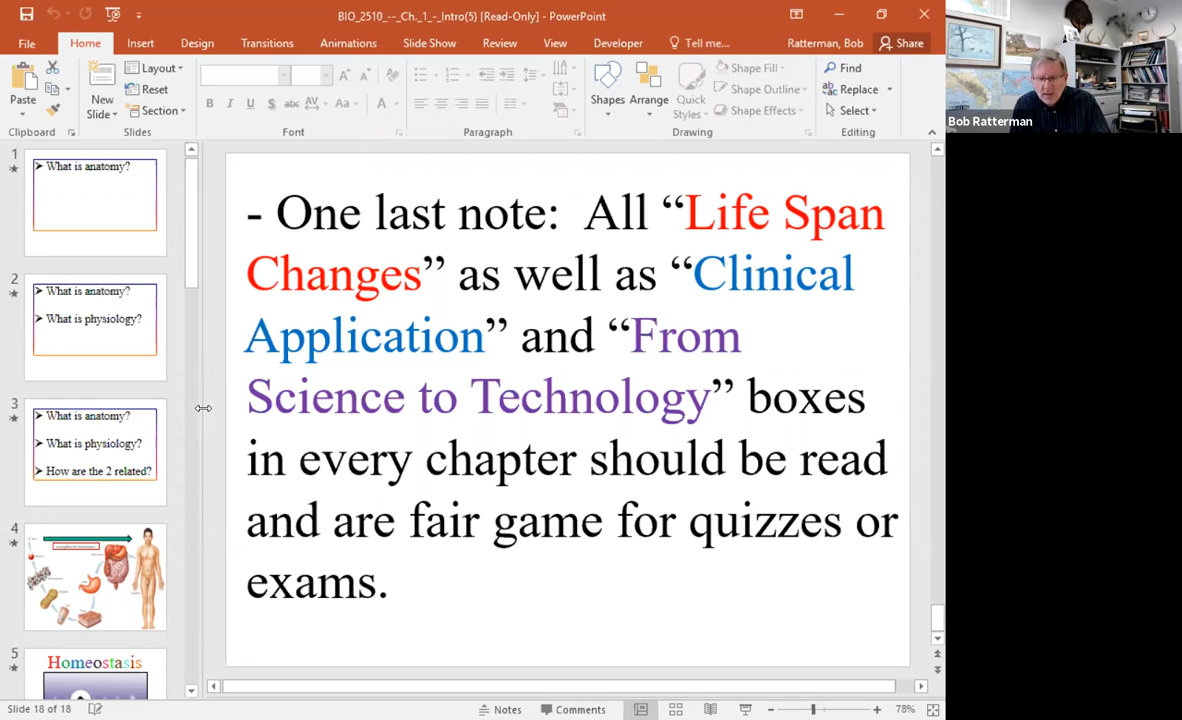 BIO_2510_--_Ch._1_-_Intro(5) [Read-Only] - PowerPoint
File Home Insert Design Transitions Animations Slide Show Review View Developer Tell me... Ratterman, Bob Share
Paste
Clipboard
New
Slide
Layout
Reset
Section
Slides
B I U S abc AV Aa A
Font
Paragraph
Shapes
Arrange
Quick
Styles
Shape Fill
Shape Outline
Shape Effects
Drawing
Find
Replace
Select
Editing
Bob Ratterman
1
What is anatomy?
2
What is anatomy?
What is physiology?
3
What is anatomy?
What is physiology?
How are the 2 related?
4
5
Homeostasis
- One last note: All “Life Span
Changes” as well as “Clinical
Application” and “From
Science to Technology” boxes
in every chapter should be read
and are fair game for quizzes or
exams.
Slide 18 of 18
Notes
Comments
78%